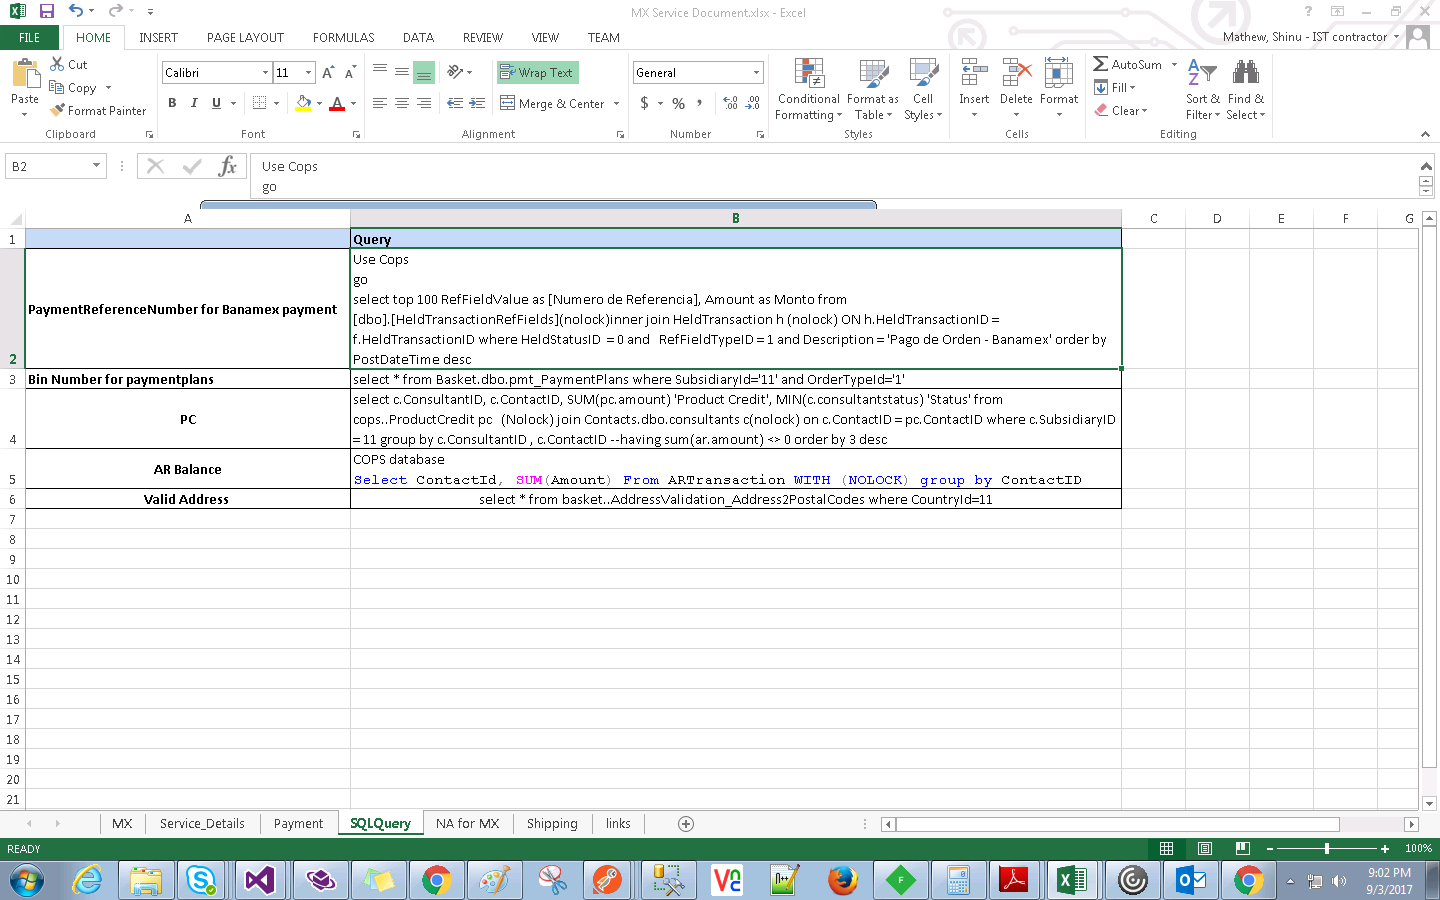 MX Service Document.xlsx - Excel
FILE HOME INSERT PAGE LAYOUT FORMULAS DATA REVIEW VIEW TEAM
Mathew, Shinu - IST contractor
Paste
Cut
Copy
Format Painter
Clipboard
Calibri 11
B I U
Font
Wrap Text
Merge & Center
Alignment
General
$ % ,
Number
Conditional Formatting
Format as Table
Cell Styles
Styles
Insert Delete Format
Cells
AutoSum
Fill
Clear
Sort & Filter
Find & Select
Editing
B2
fx
Use Cops
go
A B C D E F G
1 Query
Use Cops
go
select top 100 RefFieldValue as [Numero de Referencia], Amount as Monto from
PaymentReferenceNumber for Banamex payment
[dbo].[HeldTransactionRefFields](nolock)inner join HeldTransaction h (nolock) ON h.HeldTransactionID =
f.HeldTransactionID where HeldStatusID = 0 and RefFieldTypeID = 1 and Description = 'Pago de Orden - Banamex' order by
2 PostDateTime desc
3 Bin Number for paymentplans select * from Basket.dbo.pmt_PaymentPlans where SubsidiaryId='11' and OrderTypeId='1'
select c.ConsultantID, c.ContactID, SUM(pc.amount) 'Product Credit', MIN(c.consultantstatus) 'Status' from
PC cops..ProductCredit pc (Nolock) join Contacts.dbo.consultants c(nolock) on c.ContactID = pc.ContactID where c.SubsidiaryID
4 = 11 group by c.ConsultantID , c.ContactID --having sum(ar.amount) <> 0 order by 3 desc
AR Balance COPS database
5 Select ContactId, SUM(Amount) From ARTransaction WITH (NOLOCK) group by ContactID
6 Valid Address select * from basket..AddressValidation_Address2PostalCodes where CountryId=11
7
8
9
10
11
12
13
14
15
16
17
18
19
20
21
MX Service_Details Payment SQLQuery NA for MX Shipping links
READY 100%
9:02 PM
9/3/2017